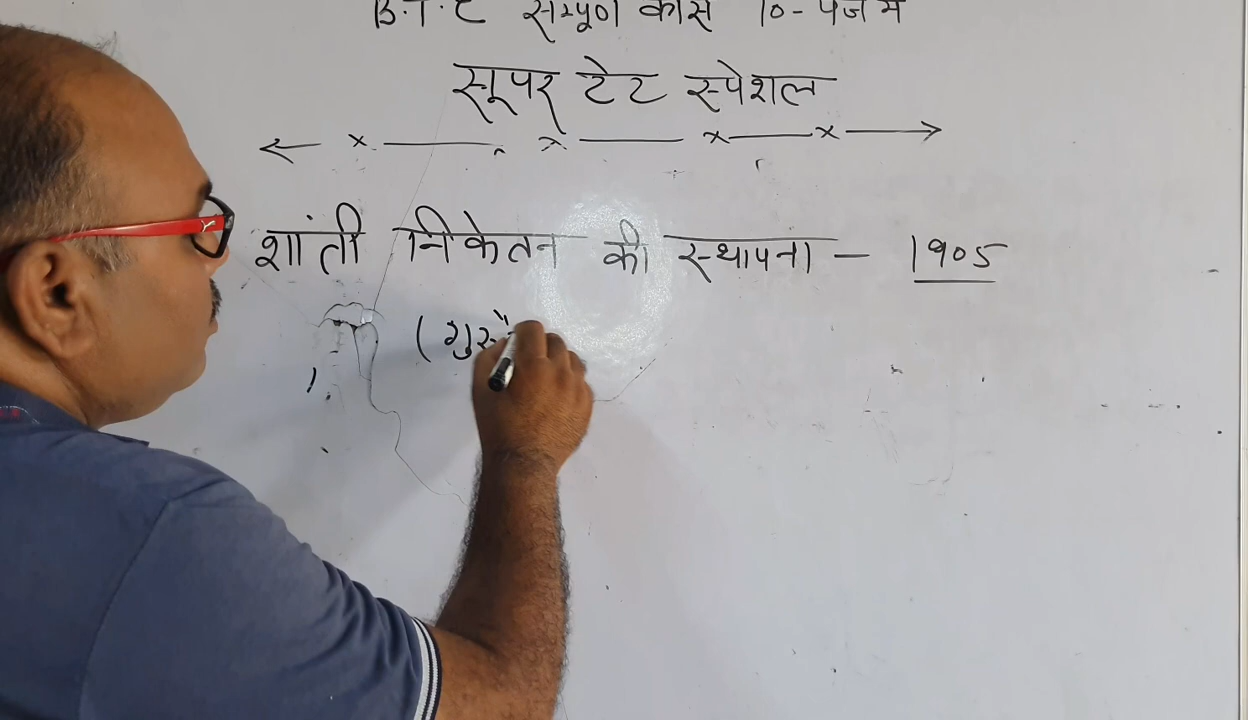 B.T.C सम्पूर्ण कोर्स 10-पेज में
सूपर टेट स्पेशल
शांती निकेतन की स्थापना - 1905